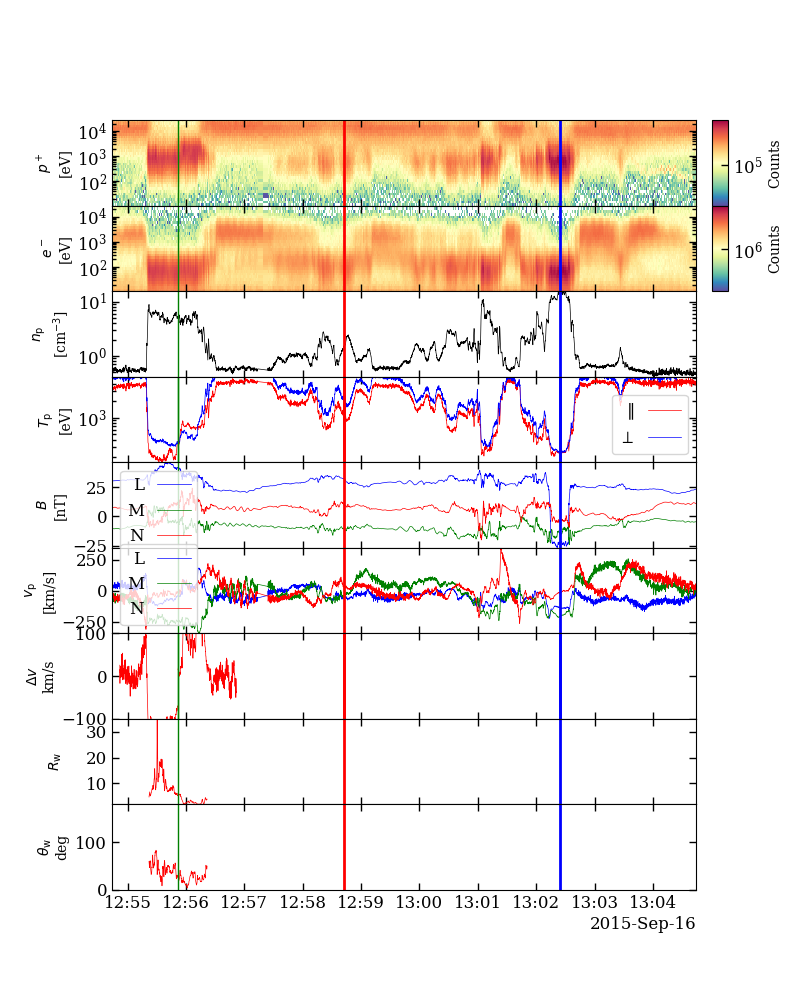 10⁴
10³
10²
p⁺
[eV]
10⁵
Counts
10⁴
10³
10²
e⁻
[eV]
10⁶
Counts
10¹
10⁰
nₚ
[cm⁻³]
10³
Tₚ
[eV]
∥
⊥
25
0
−25
B
[nT]
L
M
N
250
0
−250
vₚ
[km/s]
L
M
N
100
0
−100
Δv
km/s
30
20
10
R_w
100
0
θ_w
deg
12:55 12:56 12:57 12:58 12:59 13:00 13:01 13:02 13:03 13:04
2015-Sep-16